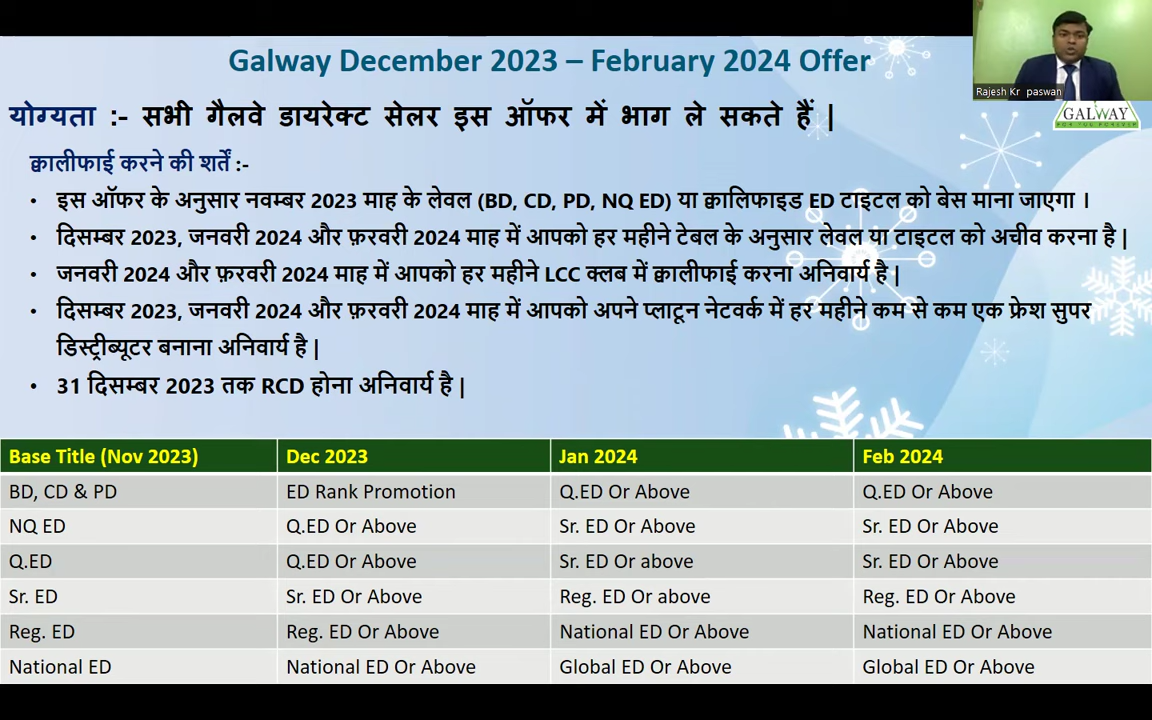 Galway December 2023 – February 2024 Offer
Rajesh Kr paswan
GALWAY
योग्यता :- सभी गैलवे डायरेक्ट सेलर इस ऑफर में भाग ले सकते हैं |
क्वालीफाई करने की शर्तें :-
• इस ऑफर के अनुसार नवम्बर 2023 माह के लेवल (BD, CD, PD, NQ ED) या क्वालिफाइड ED टाइटल को बेस माना जाएगा ।
• दिसम्बर 2023, जनवरी 2024 और फ़रवरी 2024 माह में आपको हर महीने टेबल के अनुसार लेवल या टाइटल को अचीव करना है |
• जनवरी 2024 और फ़रवरी 2024 माह में आपको हर महीने LCC क्लब में क्वालीफाई करना अनिवार्य है |
• दिसम्बर 2023, जनवरी 2024 और फ़रवरी 2024 माह में आपको अपने प्लाटून नेटवर्क में हर महीने कम से कम एक फ्रेश सुपर
डिस्ट्रीब्यूटर बनाना अनिवार्य है |
• 31 दिसम्बर 2023 तक RCD होना अनिवार्य है |
Base Title (Nov 2023) Dec 2023 Jan 2024 Feb 2024
BD, CD & PD ED Rank Promotion Q.ED Or Above Q.ED Or Above
NQ ED Q.ED Or Above Sr. ED Or Above Sr. ED Or Above
Q.ED Q.ED Or Above Sr. ED Or above Sr. ED Or Above
Sr. ED Sr. ED Or Above Reg. ED Or above Reg. ED Or Above
Reg. ED Reg. ED Or Above National ED Or Above National ED Or Above
National ED National ED Or Above Global ED Or Above Global ED Or Above